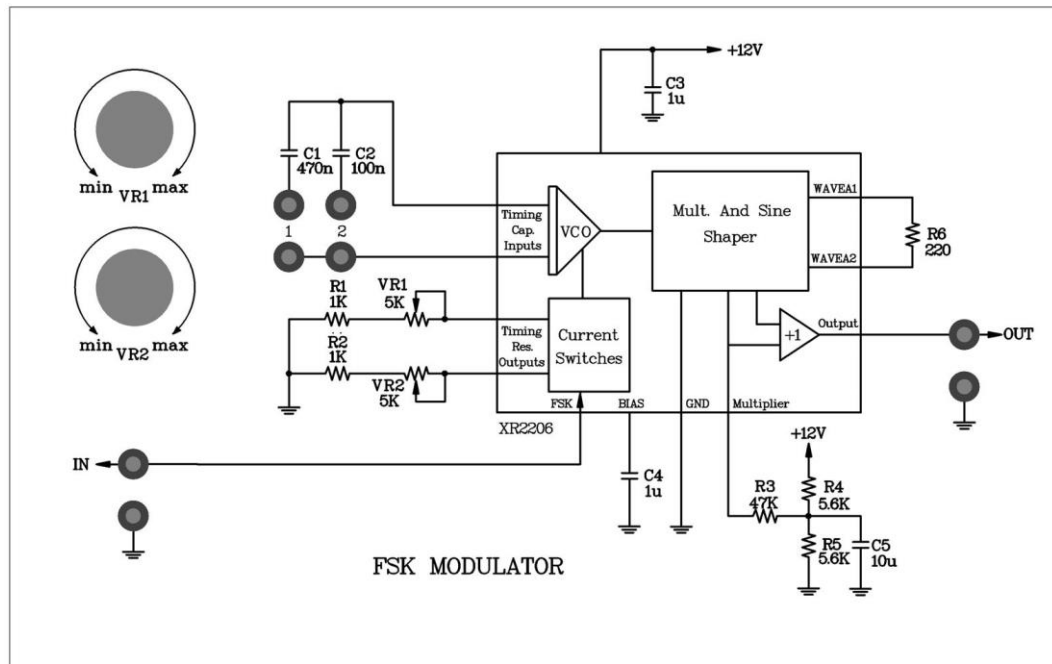 +12V
C3
1u
min VR1 max
C1
470n
C2
100n
1
2
min VR2 max
Timing
Cap.
Inputs
VCO
Mult. And Sine
Shaper
WAVEA1
WAVEA2
R6
220
R1
1K
VR1
5K
R2
1K
VR2
5K
Timing
Res.
Outputs
Current
Switches
+1
Output
OUT
FSK
BIAS
GND
Multiplier
XR2206
IN
C4
1u
+12V
R3
47K
R4
5.6K
R5
5.6K
C5
10u
FSK MODULATOR